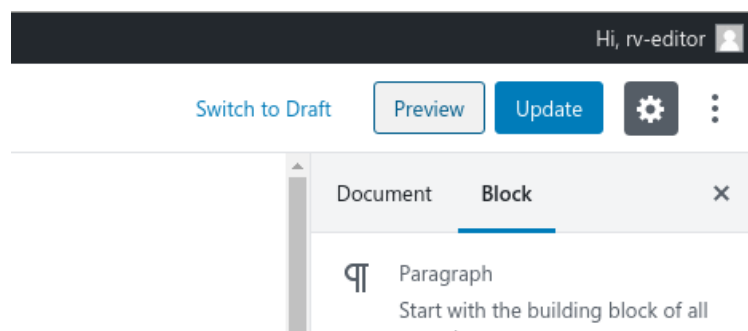 Hi, rv-editor
Switch to Draft Preview Update
Document Block
Paragraph
Start with the building block of all